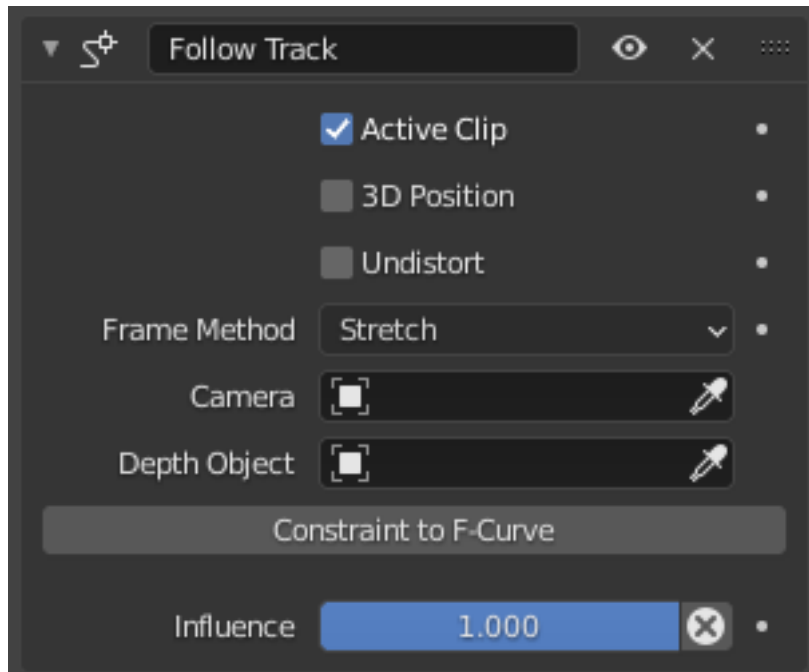 Follow Track
Active Clip
3D Position
Undistort
Frame Method Stretch
Camera
Depth Object
Constraint to F-Curve
Influence 1.000